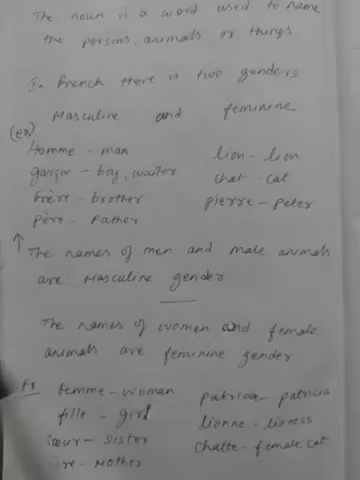 The noun is a word used to name
the persons, animals or things.
In French there is two genders
Masculine and feminine
(Ex)
Homme - man lion - lion
garçon - boy, waiter chat - cat
frère - brother pierre - Peter
Père - Father
↑ The names of men and male animals
are Masculine gender
The names of women and female
animals are feminine gender
femme - woman patricia - patricia
fille - girl lionne - lioness
sœur - sister chatte - female cat
re - Mother